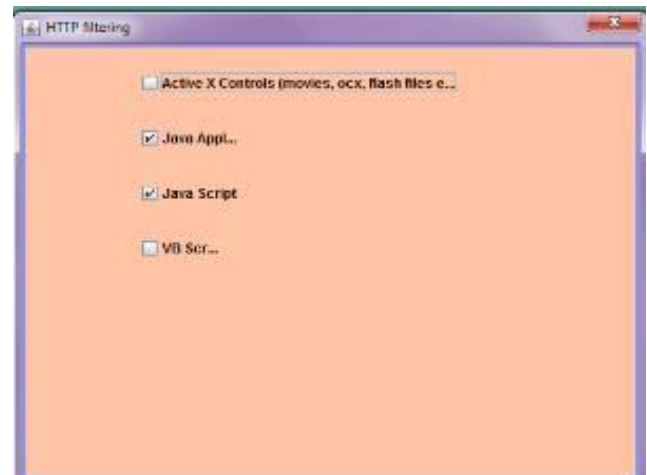 HTTP filtering
Active X Controls (movies, ocx, flash files e...
Java Appl...
Java Script
VB Scr...